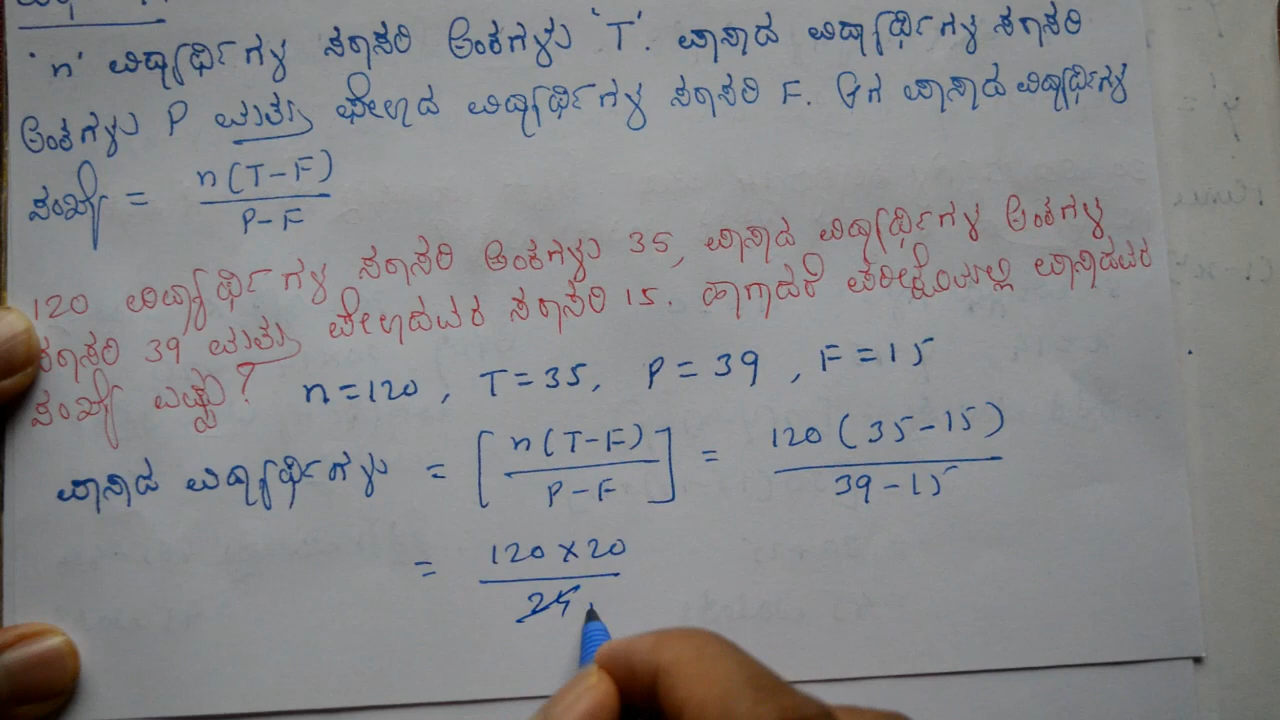 'n' ವಿದ್ಯಾರ್ಥಿಗಳ ಸರಾಸರಿ ಅಂಕಗಳು 'T'. ಪಾಸಾದ ವಿದ್ಯಾರ್ಥಿಗಳ ಸರಾಸರಿ
ಅಂಕಗಳು P ಮತ್ತು ಫೇಲಾದ ವಿದ್ಯಾರ್ಥಿಗಳ ಸರಾಸರಿ F. ಆಗ ಪಾಸಾದ ವಿದ್ಯಾರ್ಥಿಗಳ
ಸಂಖ್ಯೆ = n(T-F) / P-F
120 ವಿದ್ಯಾರ್ಥಿಗಳ ಸರಾಸರಿ ಅಂಕಗಳು 35, ಪಾಸಾದ ವಿದ್ಯಾರ್ಥಿಗಳ ಅಂಕಗಳ
ಸರಾಸರಿ 39 ಮತ್ತು ಫೇಲಾದವರ ಸರಾಸರಿ 15. ಹಾಗಾದರೆ ಪರೀಕ್ಷೆಯಲ್ಲಿ ಪಾಸಾದವರ
ಸಂಖ್ಯೆ ಎಷ್ಟು? n=120, T=35, P=39, F=15
ಪಾಸಾದ ವಿದ್ಯಾರ್ಥಿಗಳು = [n(T-F) / P-F] = 120(35-15) / 39-15
= 120×20 / 24